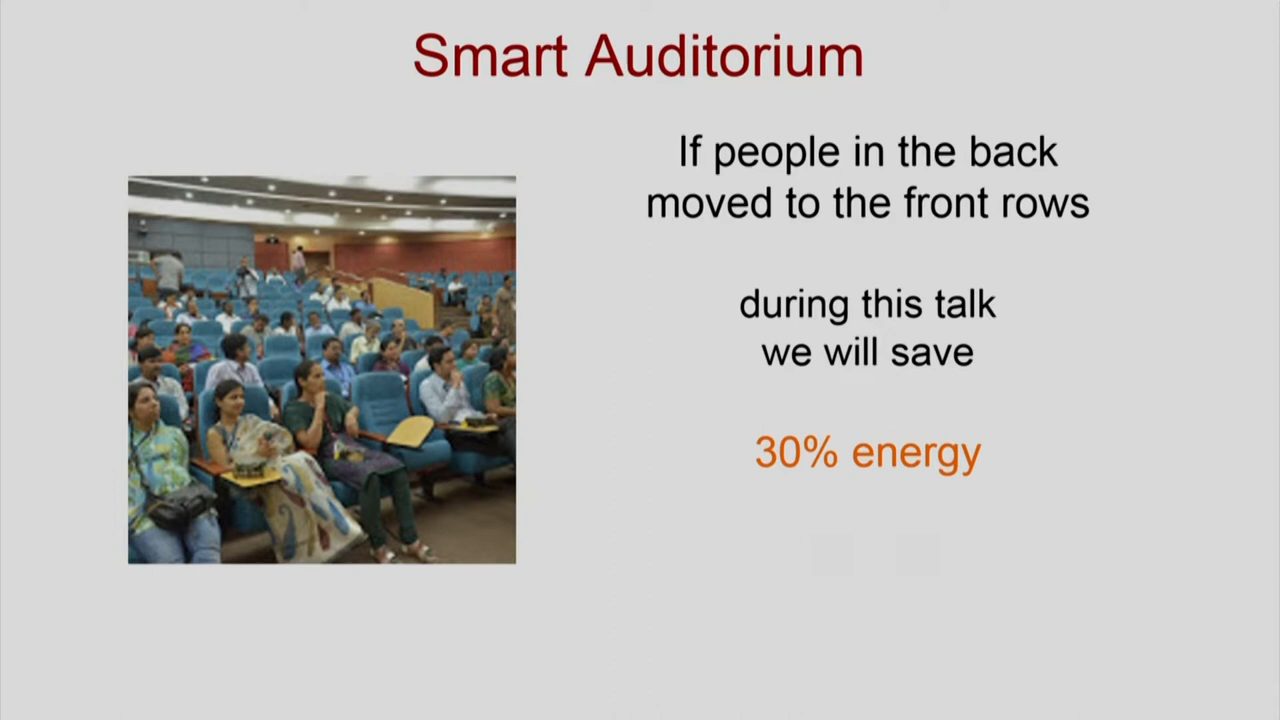 Smart Auditorium
If people in the back
moved to the front rows
during this talk
we will save
30% energy